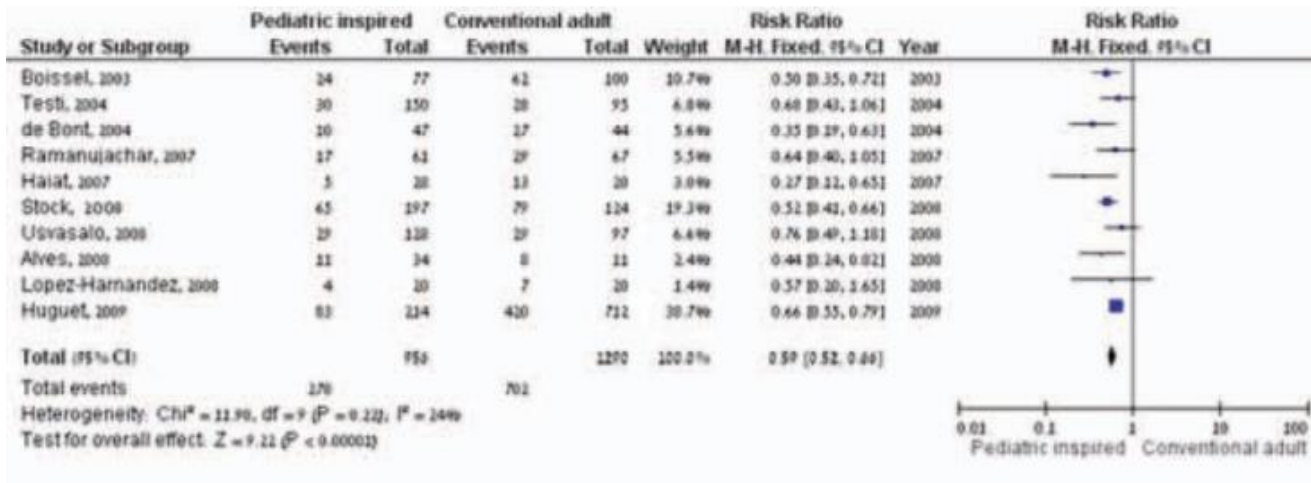 Pediatric inspired Conventional adult Risk Ratio Risk Ratio
Study or Subgroup Events Total Events Total Weight M-H. Fixed. 95% CI Year M-H. Fixed. 95% CI
Boissel, 2003 24 77 62 100 10.7% 0.50 [0.35, 0.72] 2003
Testi, 2004 30 150 28 95 6.8% 0.68 [0.43, 1.06] 2004
de Bont, 2004 10 47 27 44 5.6% 0.35 [0.19, 0.63] 2004
Ramanujachar, 2007 17 61 29 67 5.5% 0.64 [0.40, 1.05] 2007
Haiat, 2007 5 28 13 20 3.0% 0.27 [0.12, 0.65] 2007
Stock, 2008 65 197 79 124 19.3% 0.52 [0.41, 0.66] 2008
Usvasalo, 2008 29 128 29 97 6.6% 0.76 [0.49, 1.18] 2008
Alves, 2008 11 34 8 11 2.4% 0.44 [0.24, 0.82] 2008
Lopez-Harnandez, 2008 4 20 7 20 1.4% 0.57 [0.20, 1.65] 2008
Huguet, 2009 83 214 420 712 38.7% 0.66 [0.55, 0.79] 2009
Total (95% CI) 956 1290 100.0% 0.59 [0.52, 0.66]
Total events 278 702
Heterogeneity: Chi² = 11.90, df = 9 (P = 0.22); I² = 24%
Test for overall effect: Z = 9.22 (P < 0.00001)
0.01 0.1 1 10 100
Pediatric inspired Conventional adult